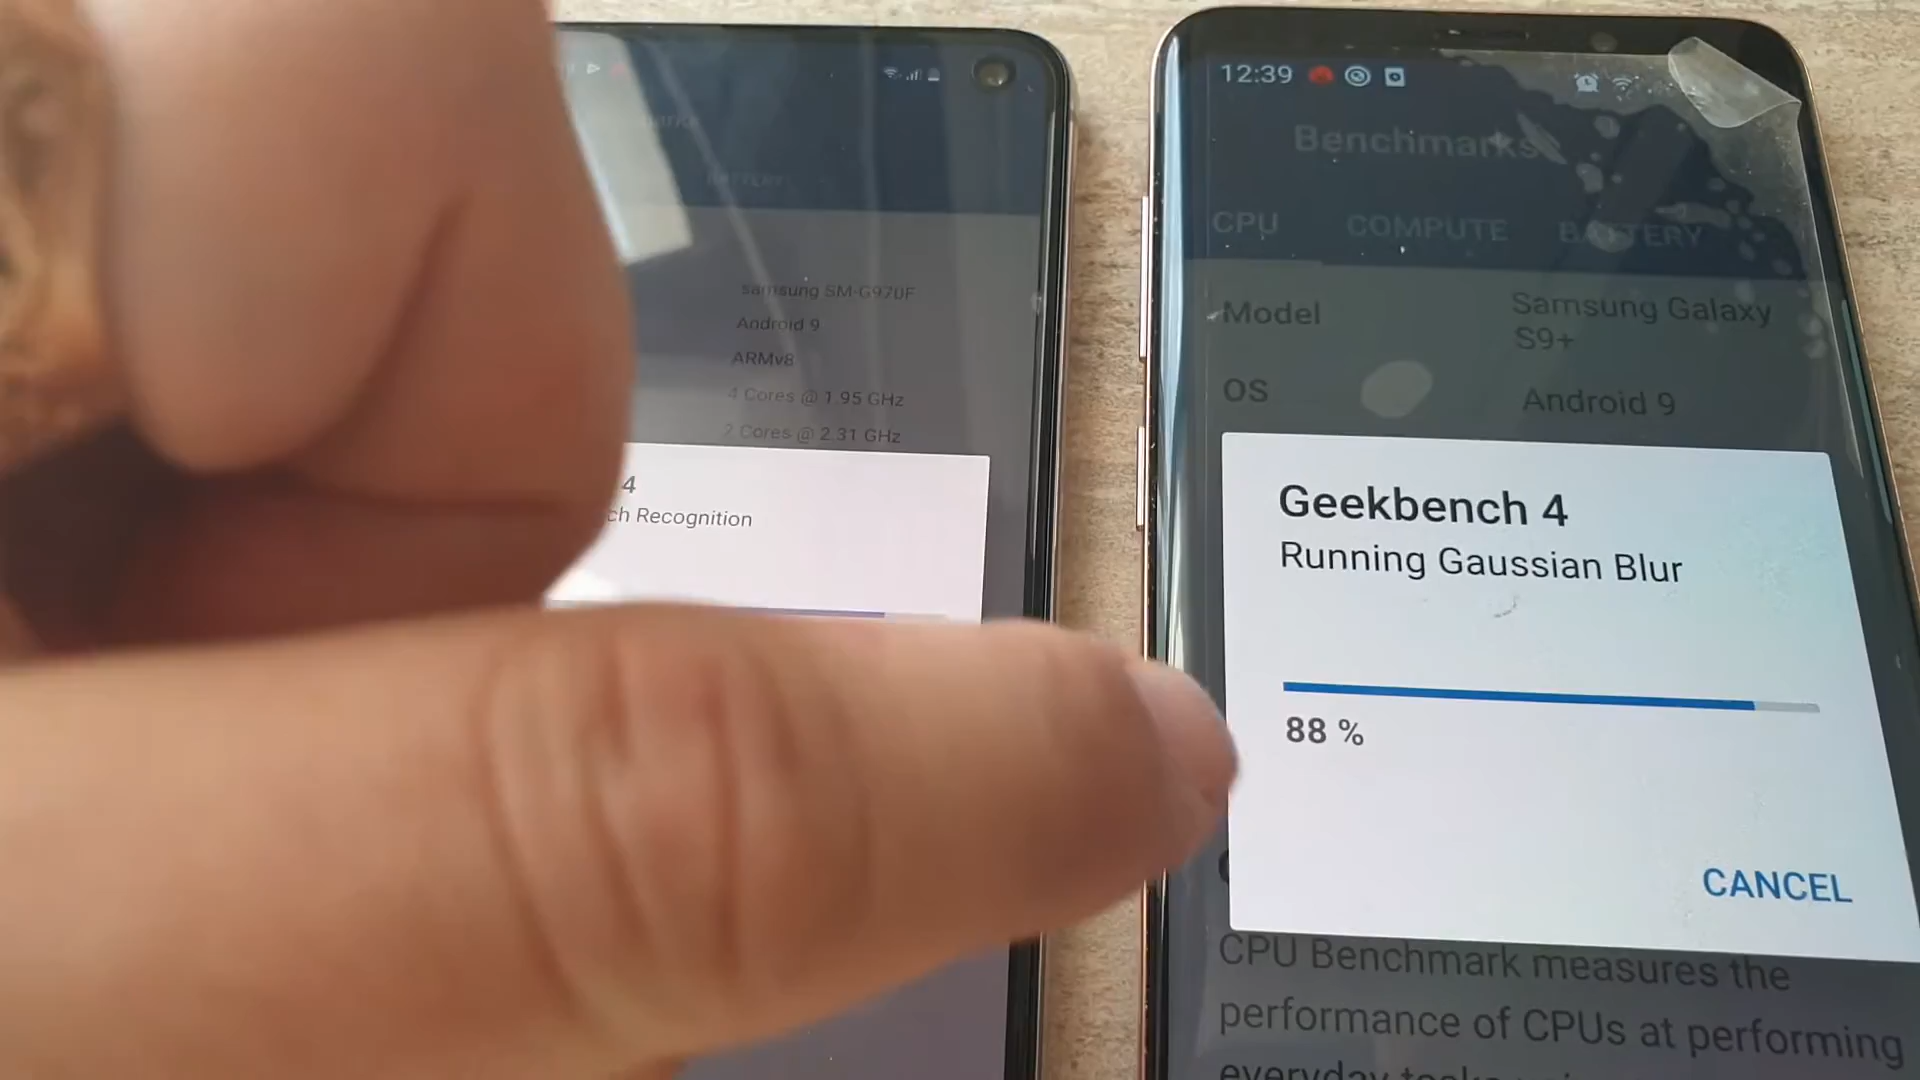 BATTERY
samsung SM-G970F
Android 9
ARMv8
4 Cores @ 1.95 GHz
2 Cores @ 2.31 GHz
4
ch Recognition
12:39
Benchmarks
CPU COMPUTE BATTERY
Model Samsung Galaxy
S9+
OS Android 9
Geekbench 4
Running Gaussian Blur
88 %
CANCEL
CPU Benchmark measures the
performance of CPUs at performing
everyday